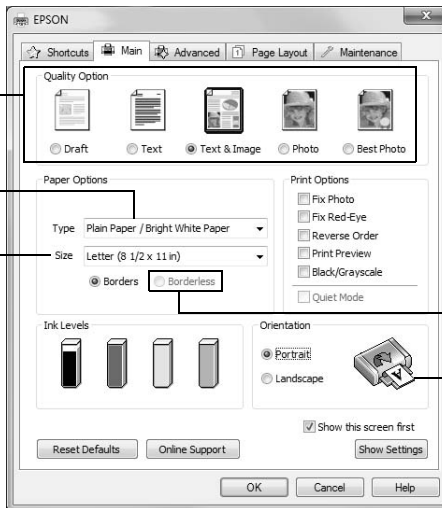 EPSON
Shortcuts Main Advanced Page Layout Maintenance
Quality Option
Draft Text Text & Image Photo Best Photo
Paper Options
Type Plain Paper / Bright White Paper
Size Letter (8 1/2 x 11 in)
Borders Borderless
Print Options
Fix Photo
Fix Red-Eye
Reverse Order
Print Preview
Black/Grayscale
Quiet Mode
Ink Levels
Orientation
Portrait
Landscape
A
Show this screen first
Reset Defaults Online Support Show Settings
OK Cancel Help